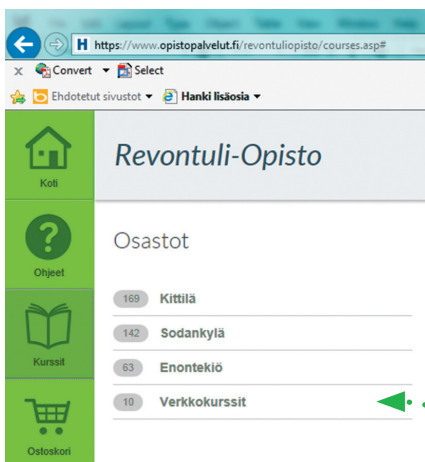 https://www.opistopalvelut.fi/revontuliopisto/courses.asp#
x Convert Select
Ehdotetut sivustot Hanki lisäosia
Koti
Revontuli-Opisto
Ohjeet
Osastot
169 Kittilä
142 Sodankylä
Kurssit
63 Enontekiö
10 Verkkokurssit
Ostoskori